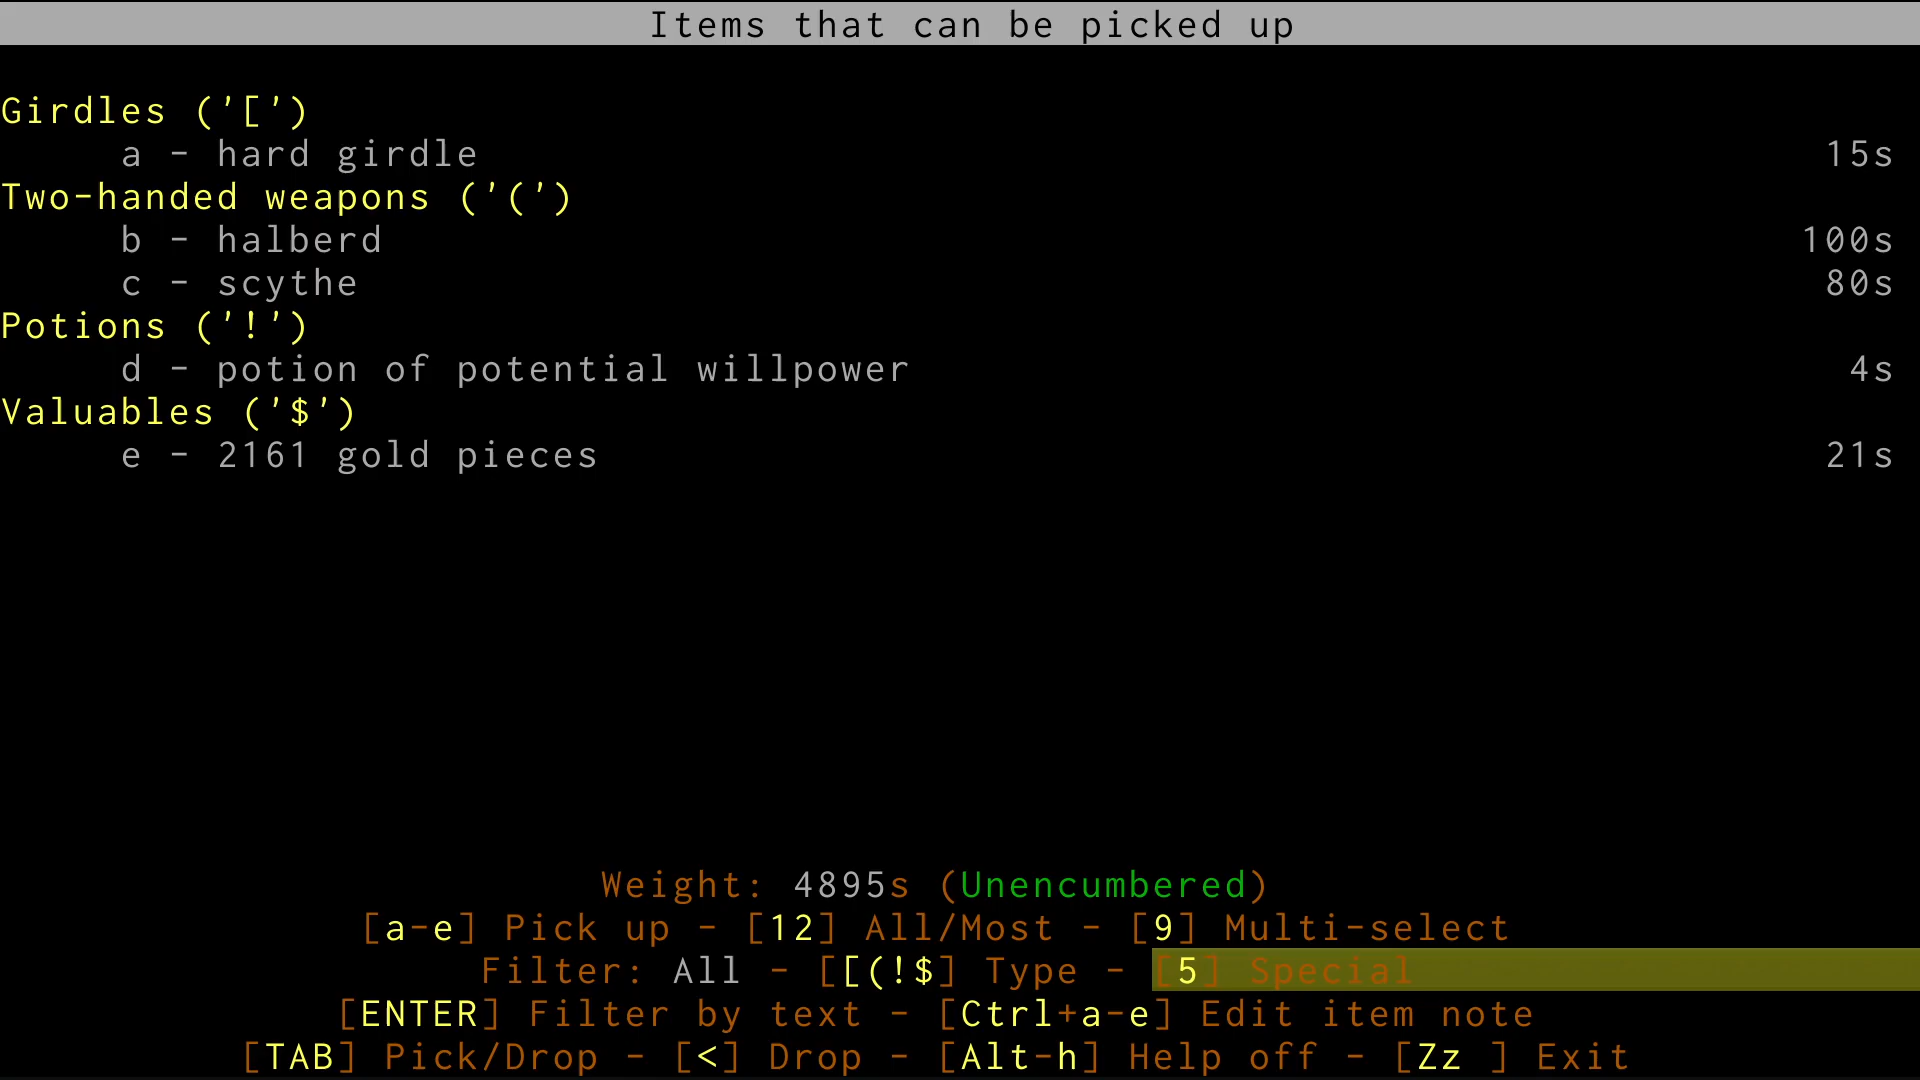 Items that can be picked up
Girdles ('[')
a - hard girdle 15s
Two-handed weapons ('(')
b - halberd 100s
c - scythe 80s
Potions ('!')
d - potion of potential willpower 4s
Valuables ('$')
e - 2161 gold pieces 21s
Weight: 4895s (Unencumbered)
[a-e] Pick up - [12] All/Most - [9] Multi-select
Filter: All - [[(!$] Type - [5] Special
[ENTER] Filter by text - [Ctrl+a-e] Edit item note
[TAB] Pick/Drop - [<] Drop - [Alt-h] Help off - [Zz ] Exit